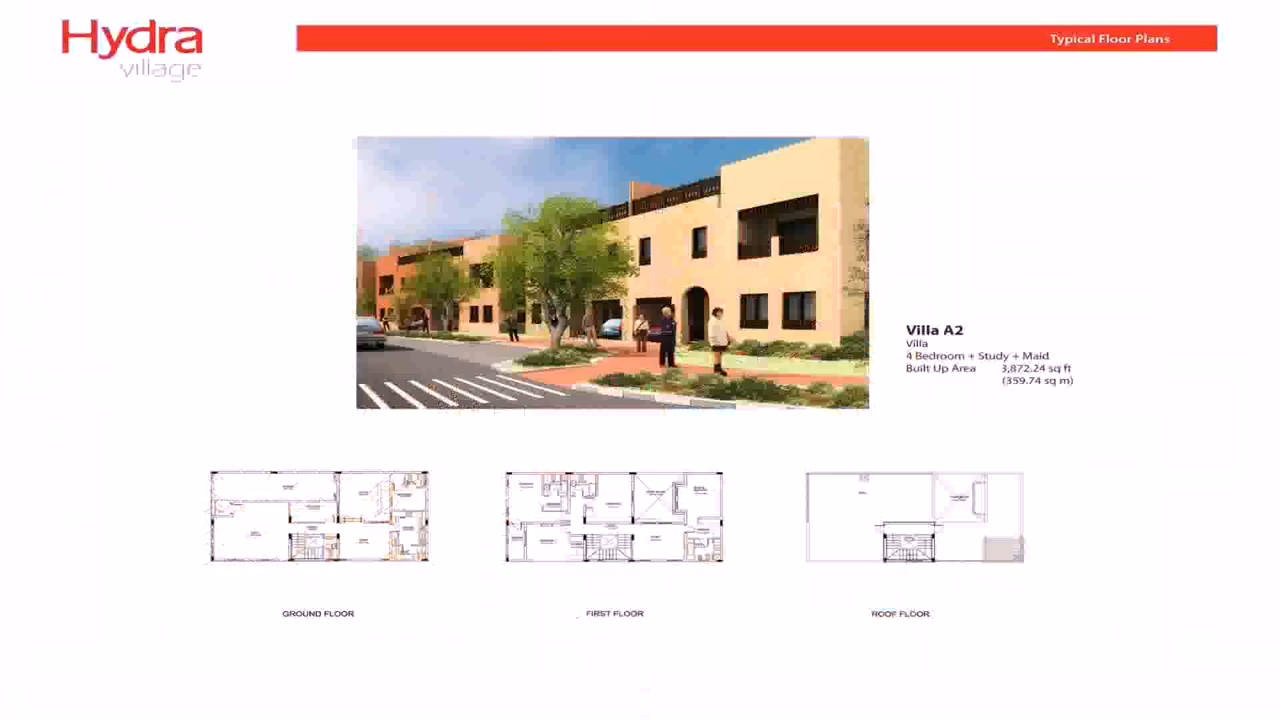 Hydra
village
Typical Floor Plans
Villa A2
Villa
4 Bedroom + Study + Maid
Built Up Area 3,872.24 sq ft
(359.74 sq m)
GROUND FLOOR
FIRST FLOOR
ROOF FLOOR